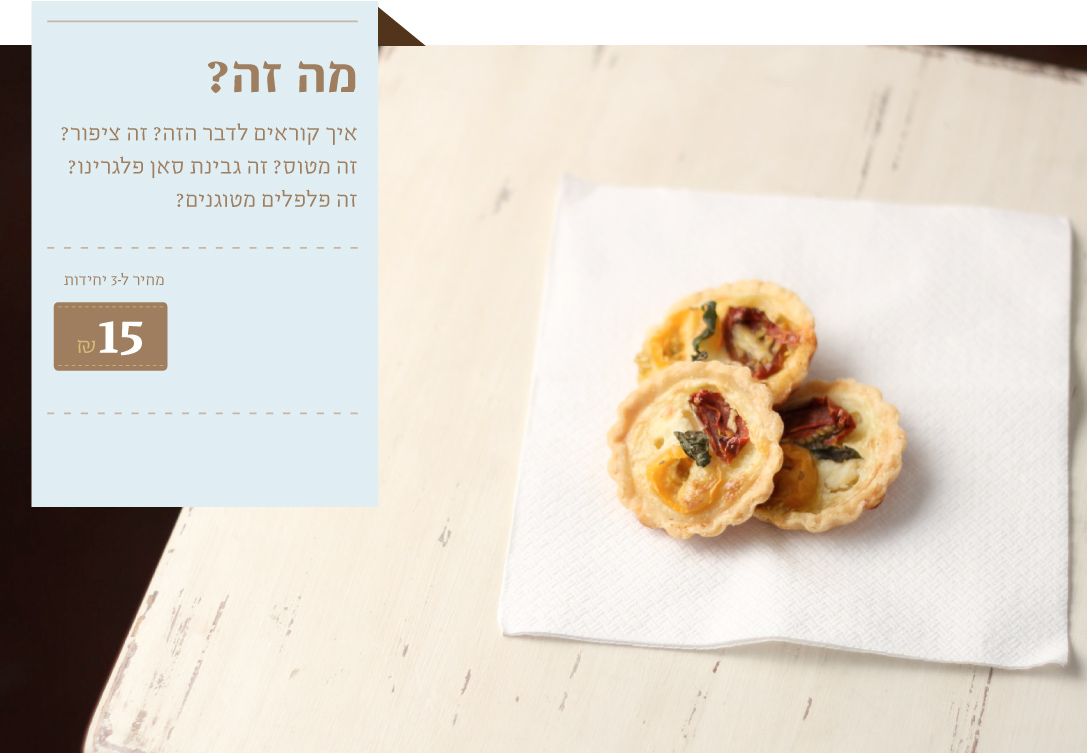 מה זה?
איך קוראים לדבר הזה? זה ציפור?
זה מטוס? זה גבינת סאן פלגרינו?
זה פלפלים מטוגנים?
מחיר ל-3 יחידות
15 ₪